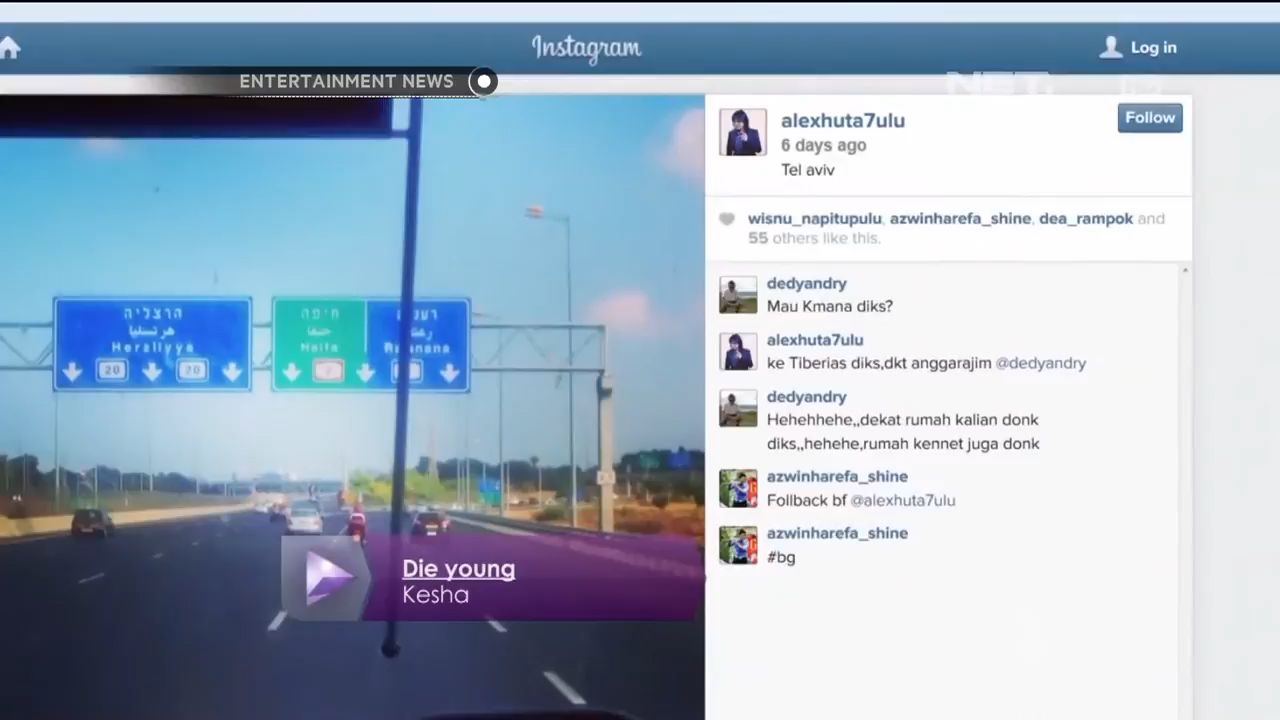 Instagram
Log in
ENTERTAINMENT NEWS
NET.
alexhuta7ulu
Follow
6 days ago
Tel aviv
wisnu_napitupulu, azwinharefa_shine, dea_rampok and
55 others like this.
dedyandry
Mau Kmana diks?
alexhuta7ulu
ke Tiberias diks,dkt anggarajim @dedyandry
dedyandry
Hehehhehe,,dekat rumah kalian donk
diks,,hehehe,rumah kennet juga donk
azwinharefa_shine
Follback bf @alexhuta7ulu
azwinharefa_shine
#bg
הרצליה
هرتسليا
Herzliyya
20
20
חיפה
حيفا
Haifa
Die young
Kesha